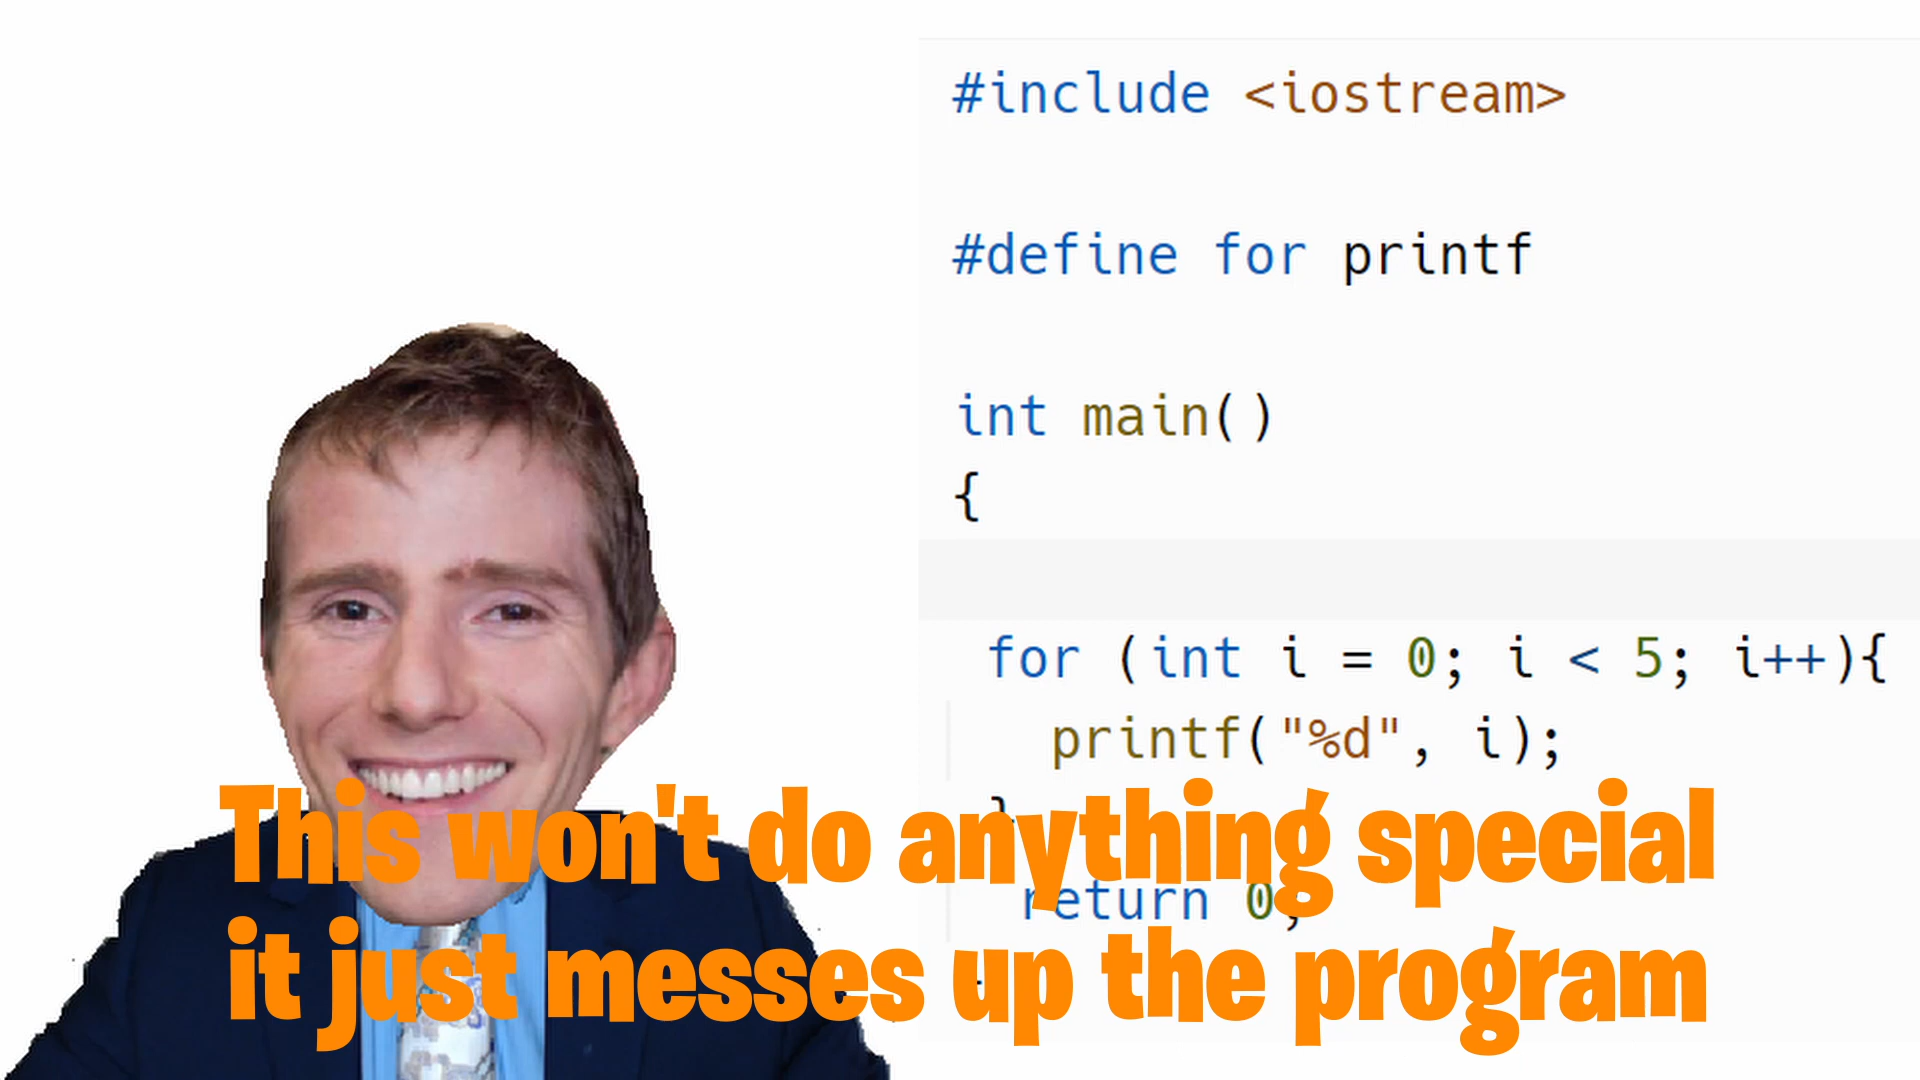 #include <iostream>
#define for printf
int main()
{
for (int i = 0; i < 5; i++){
printf("%d", i);
}
This won't do anything special
return 0;
it just messes up the program